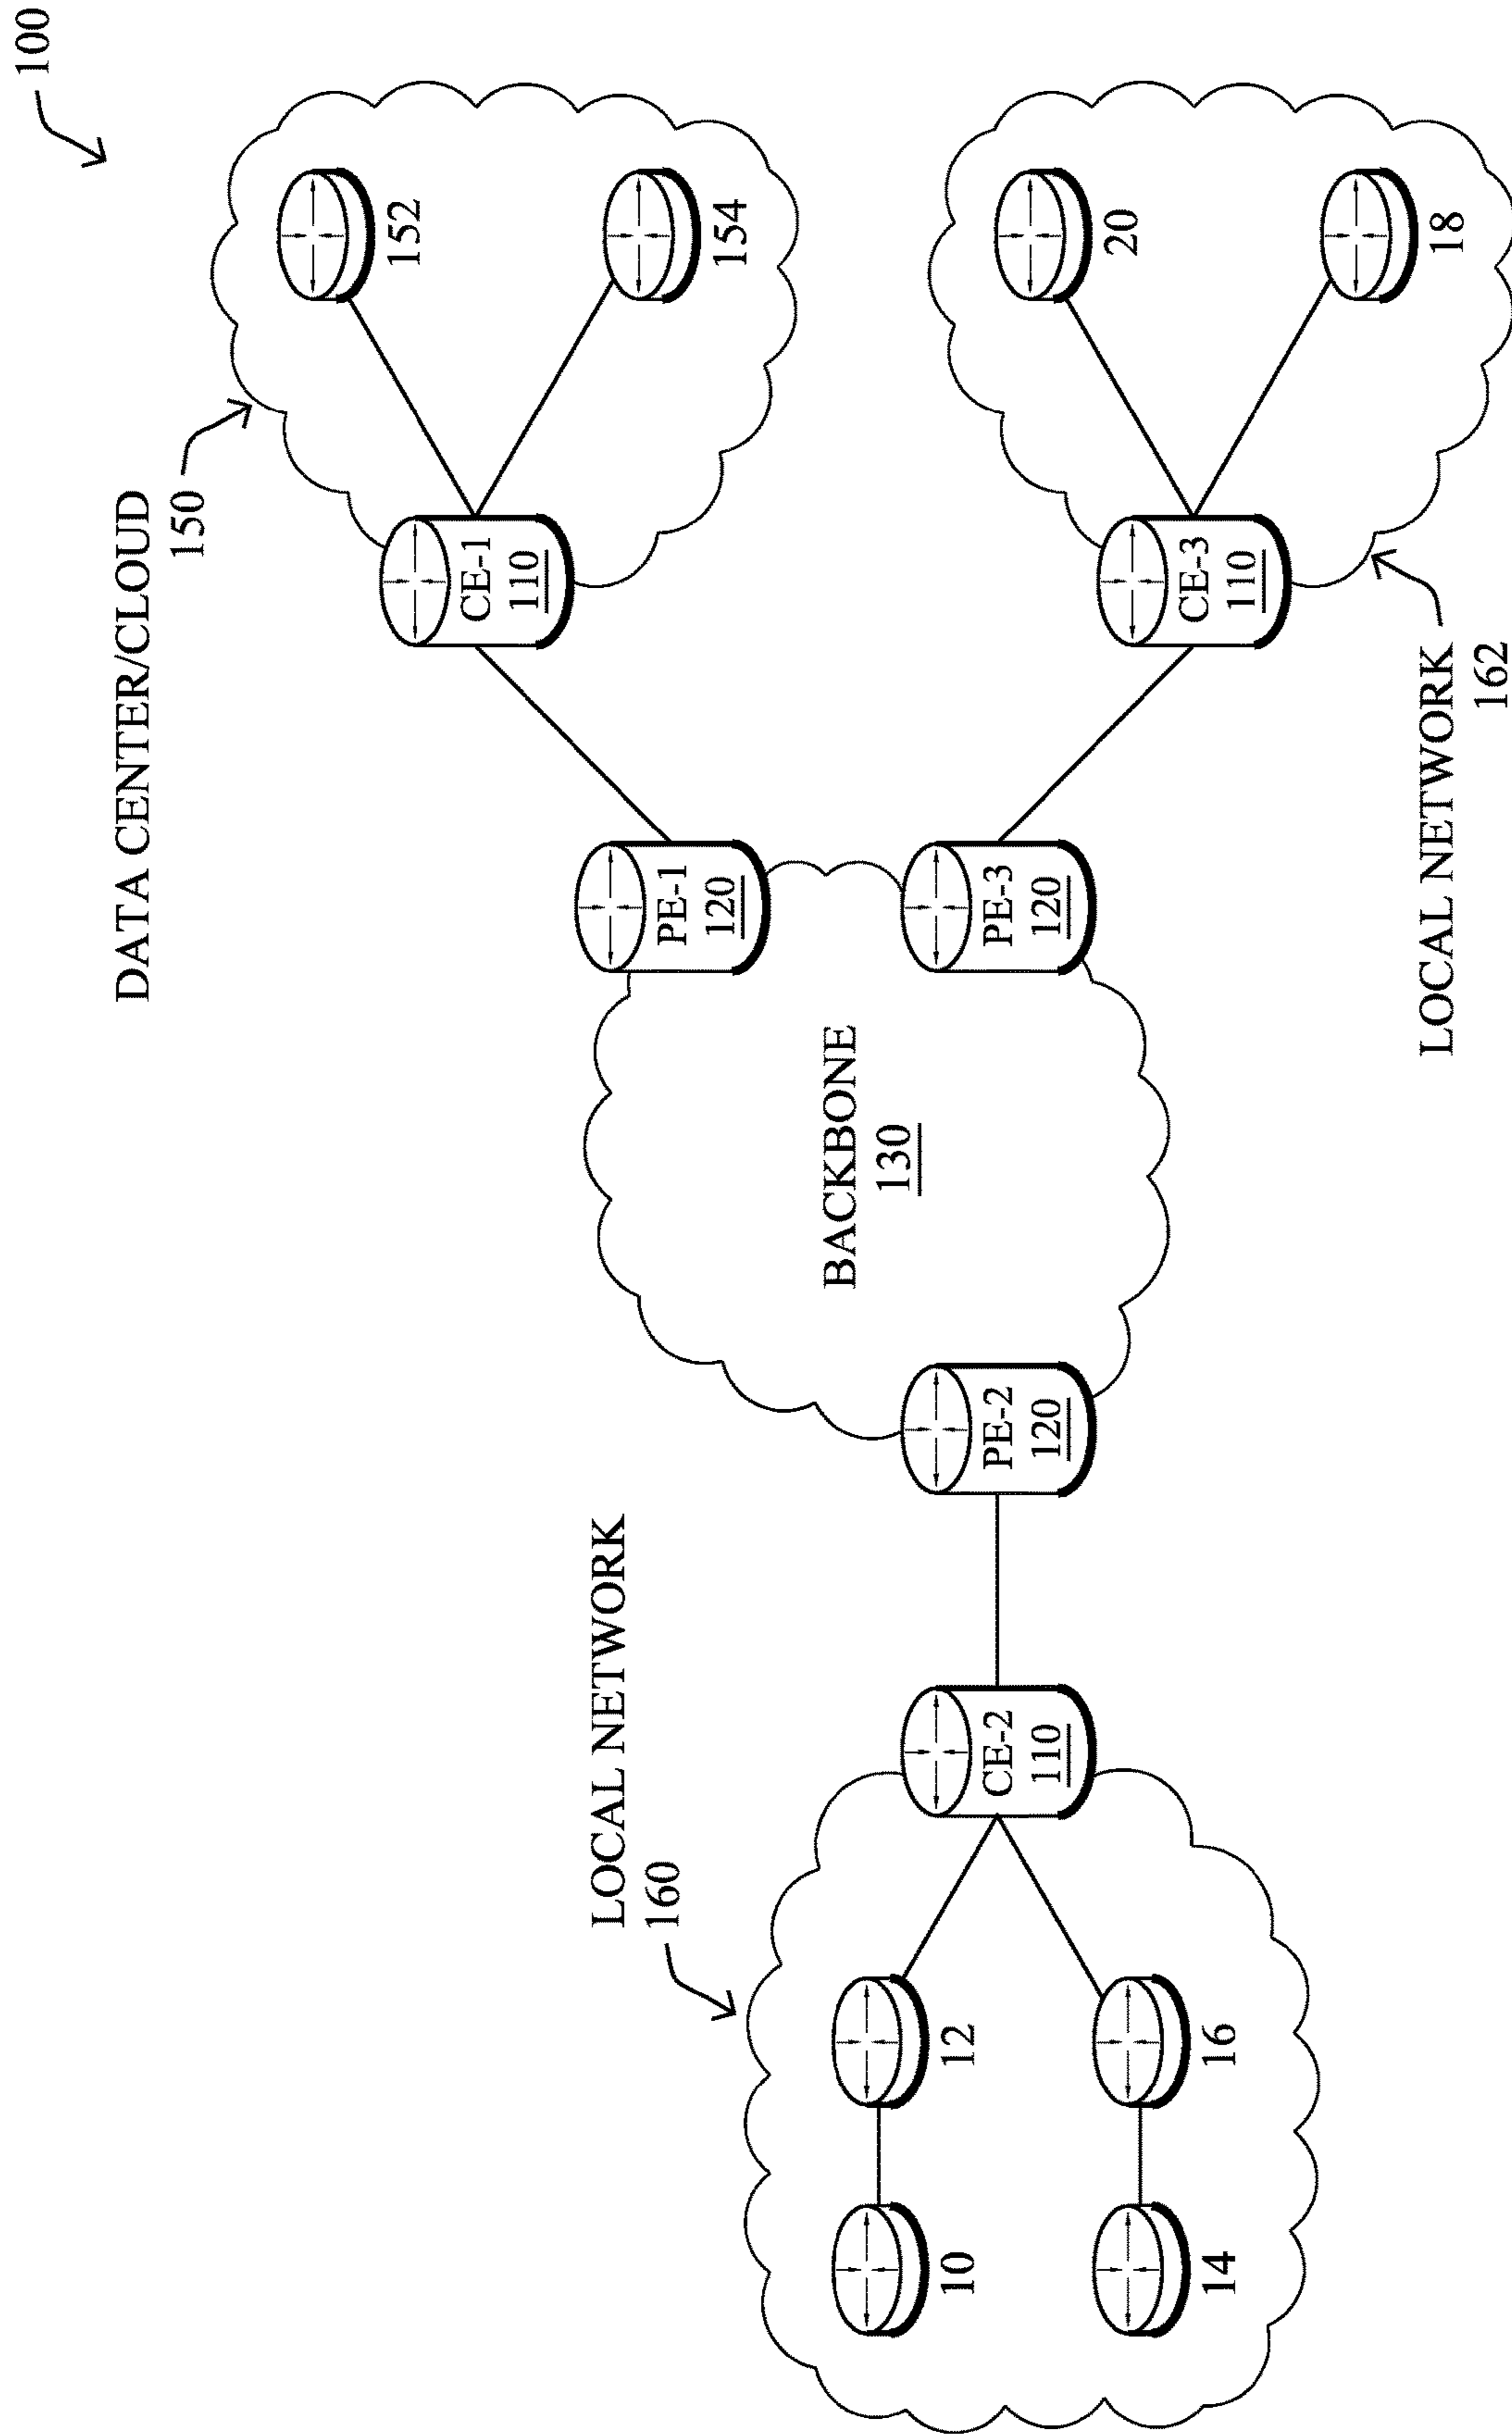 100
DATA CENTER/CLOUD
150
152
154
CE-1
110
PE-1
120
BACKBONE
130
LOCAL NETWORK
160
10
12
14
16
CE-2
110
PE-2
120
PE-3
120
CE-3
110
20
18
LOCAL NETWORK
162